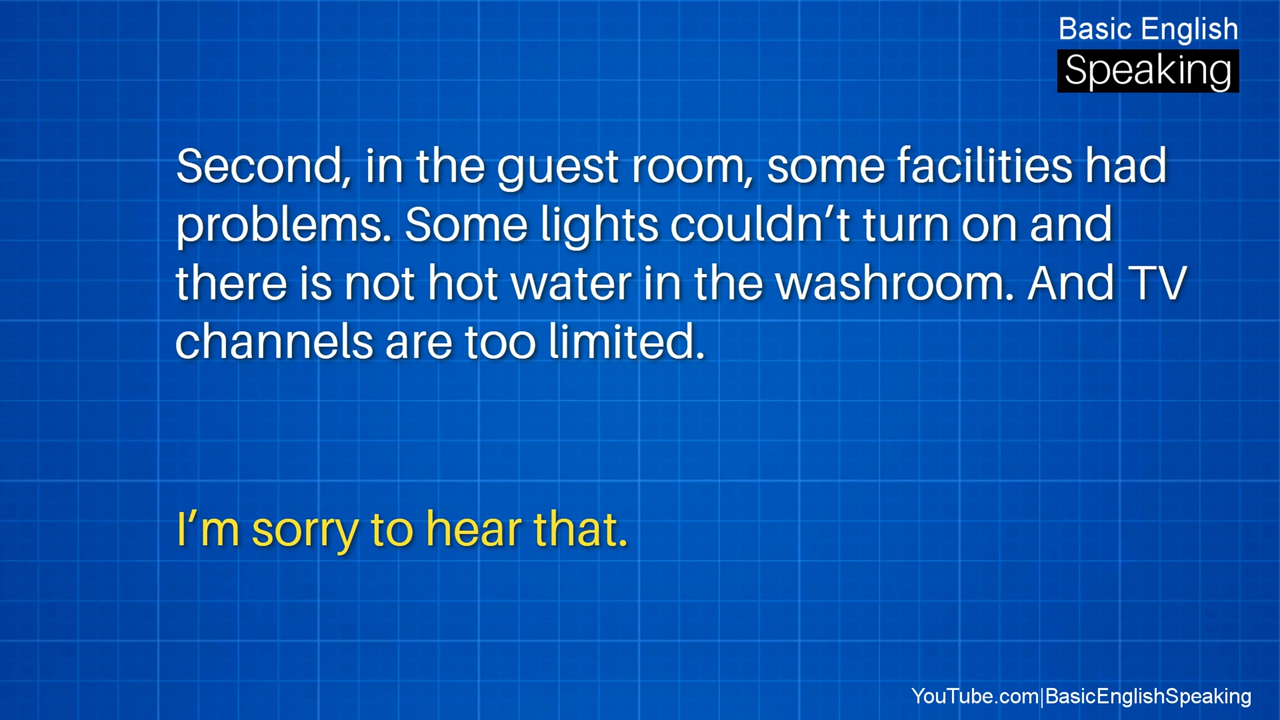 Basic English
Speaking
Second, in the guest room, some facilities had
problems. Some lights couldn’t turn on and
there is not hot water in the washroom. And TV
channels are too limited.
I’m sorry to hear that.
YouTube.com|BasicEnglishSpeaking